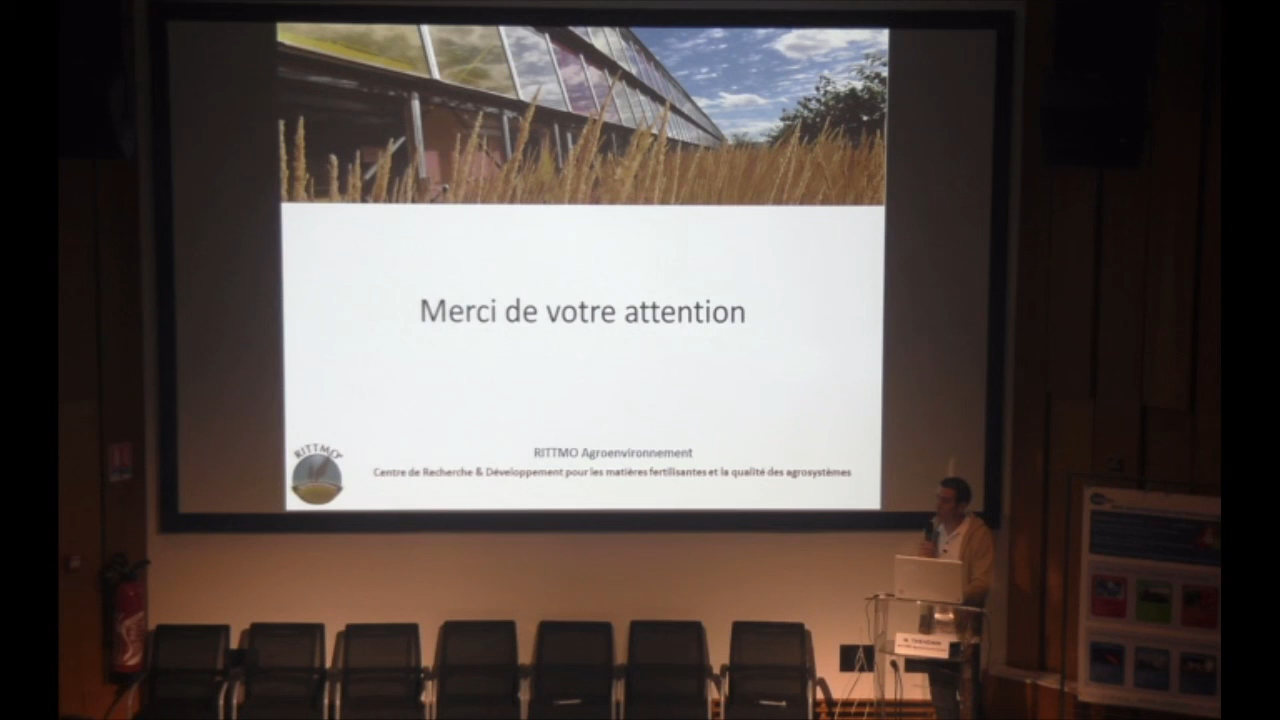 Merci de votre attention
RITTMO
RITTMO Agroenvironnement
Centre de Recherche & Développement pour les matières fertilisantes et la qualité des agrosystèmes